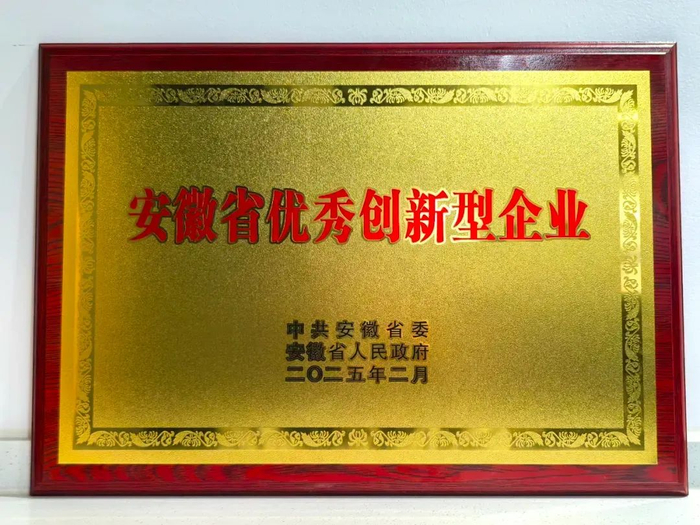 安徽省优秀创新型企业
中共安徽省委
安徽省人民政府
二〇二五年二月